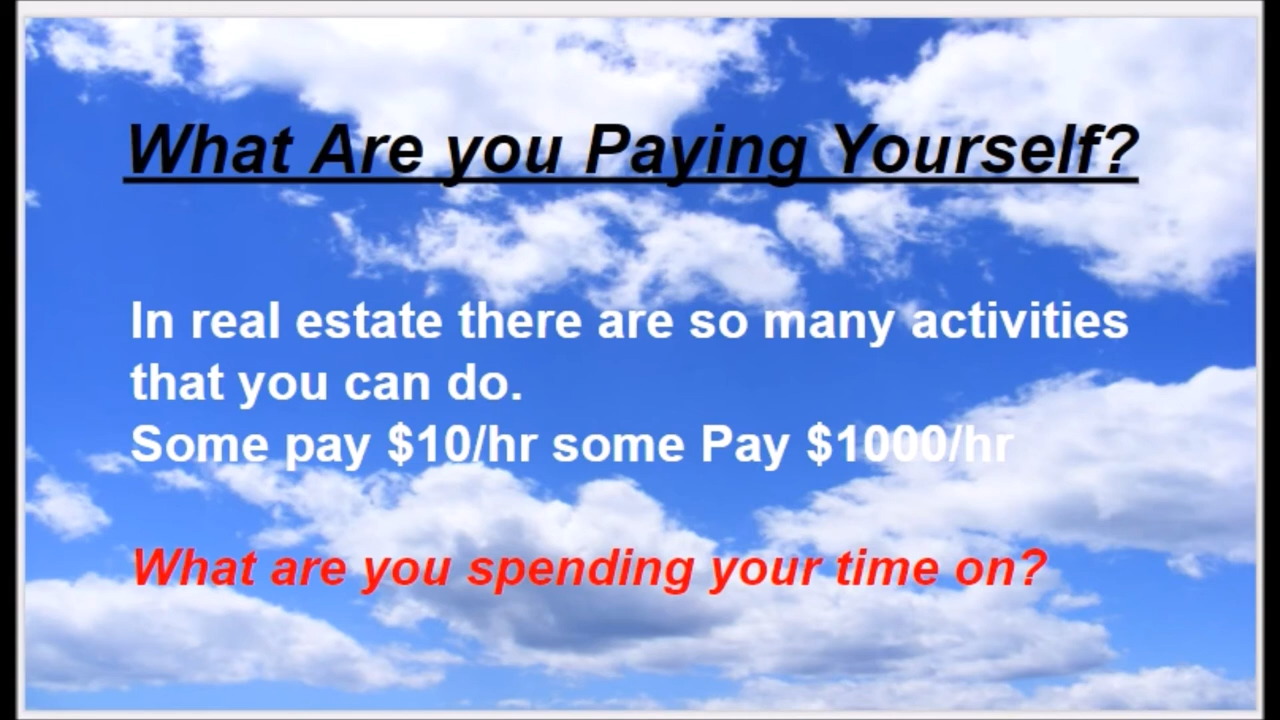 What Are you Paying Yourself?
In real estate there are so many activities
that you can do.
Some pay $10/hr some Pay $1000/hr
What are you spending your time on?